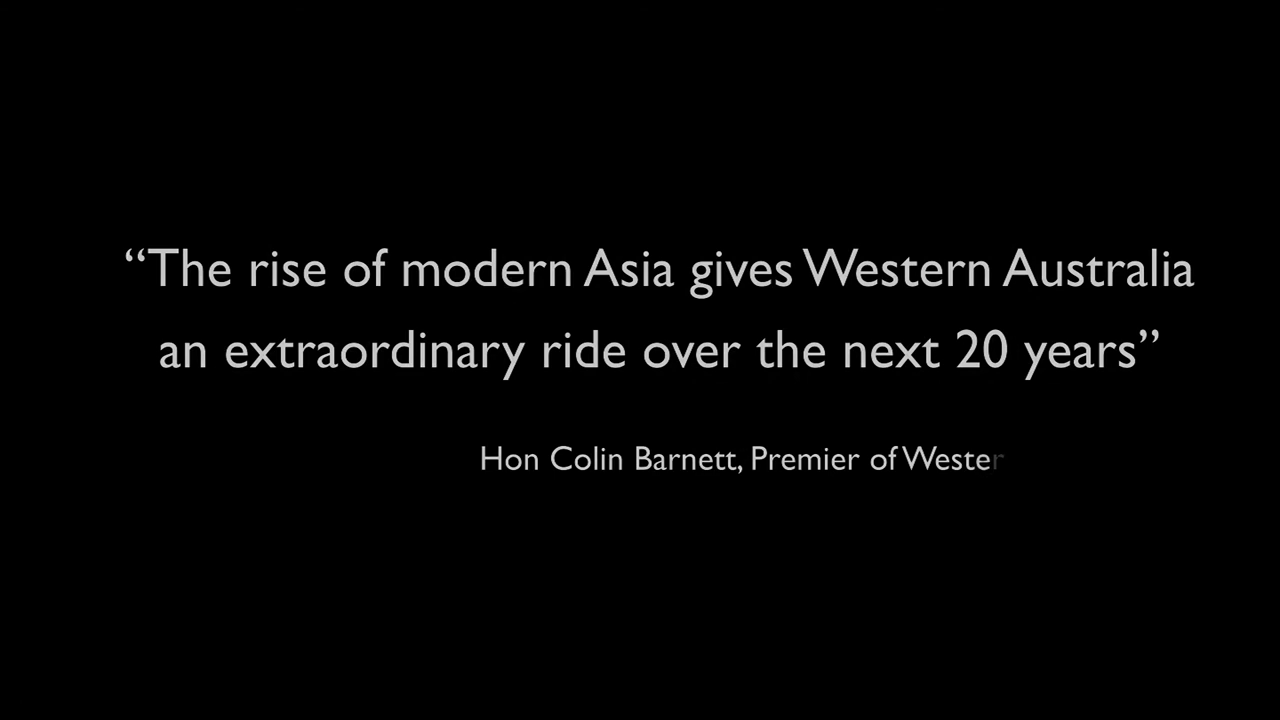 “The rise of modern Asia gives Western Australia
an extraordinary ride over the next 20 years”
Hon Colin Barnett, Premier of Wester